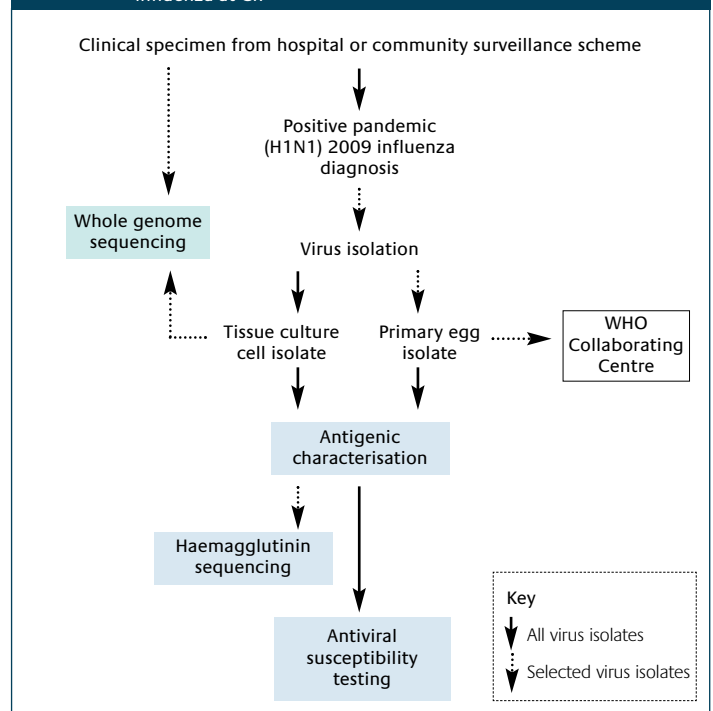 Clinical specimen from hospital or community surveillance scheme
Positive pandemic
(H1N1) 2009 influenza
diagnosis
Whole genome
sequencing
Virus isolation
Tissue culture
cell isolate
Primary egg
isolate
WHO
Collaborating
Centre
Antigenic
characterisation
Haemagglutinin
sequencing
Antiviral
susceptibility
testing
Key
All virus isolates
Selected virus isolates